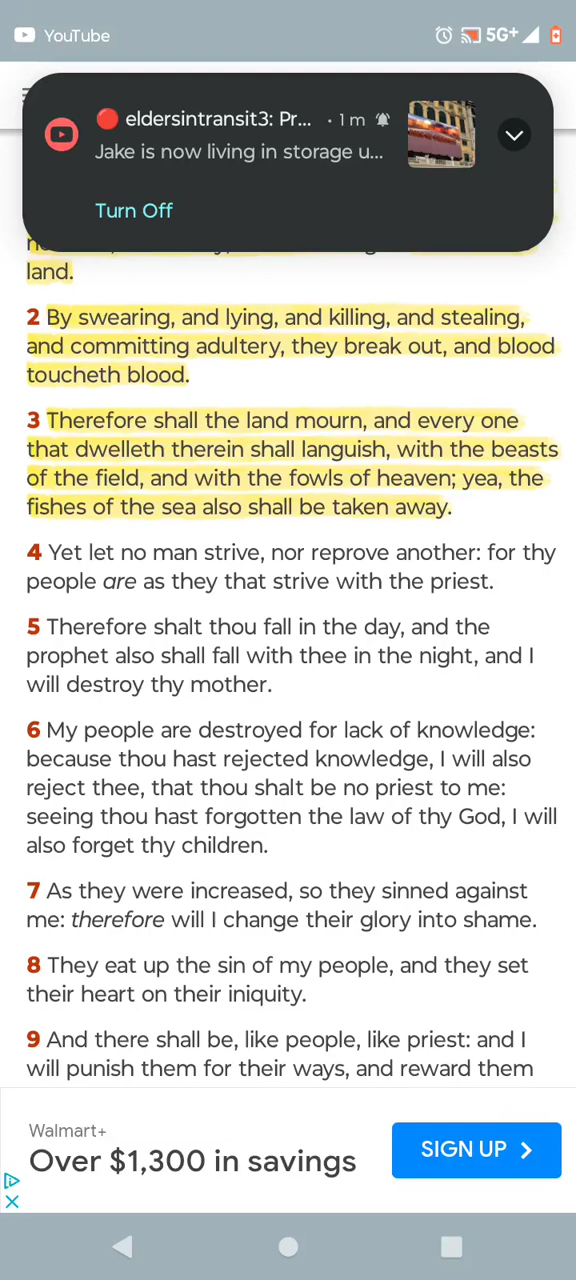 YouTube
5G+
eldersintransit3: Pr... · 1 m
Jake is now living in storage u...
Turn Off
land.
2 By swearing, and lying, and killing, and stealing,
and committing adultery, they break out, and blood
toucheth blood.
3 Therefore shall the land mourn, and every one
that dwelleth therein shall languish, with the beasts
of the field, and with the fowls of heaven; yea, the
fishes of the sea also shall be taken away.
4 Yet let no man strive, nor reprove another: for thy
people are as they that strive with the priest.
5 Therefore shalt thou fall in the day, and the
prophet also shall fall with thee in the night, and I
will destroy thy mother.
6 My people are destroyed for lack of knowledge:
because thou hast rejected knowledge, I will also
reject thee, that thou shalt be no priest to me:
seeing thou hast forgotten the law of thy God, I will
also forget thy children.
7 As they were increased, so they sinned against
me: therefore will I change their glory into shame.
8 They eat up the sin of my people, and they set
their heart on their iniquity.
9 And there shall be, like people, like priest: and I
will punish them for their ways, and reward them
Walmart+
Over $1,300 in savings
SIGN UP